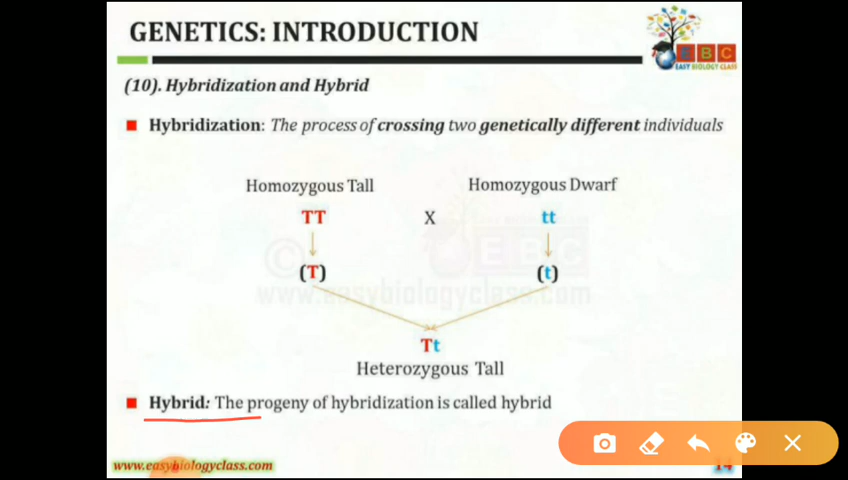 GENETICS: INTRODUCTION
E B C
EASY BIOLOGY CLASS
(10). Hybridization and Hybrid
Hybridization: The process of crossing two genetically different individuals
Homozygous Tall Homozygous Dwarf
TT X tt
(T) (t)
© EBC
www.easybiologyclass.com
Tt
Heterozygous Tall
Hybrid: The progeny of hybridization is called hybrid
www.easybiologyclass.com 14